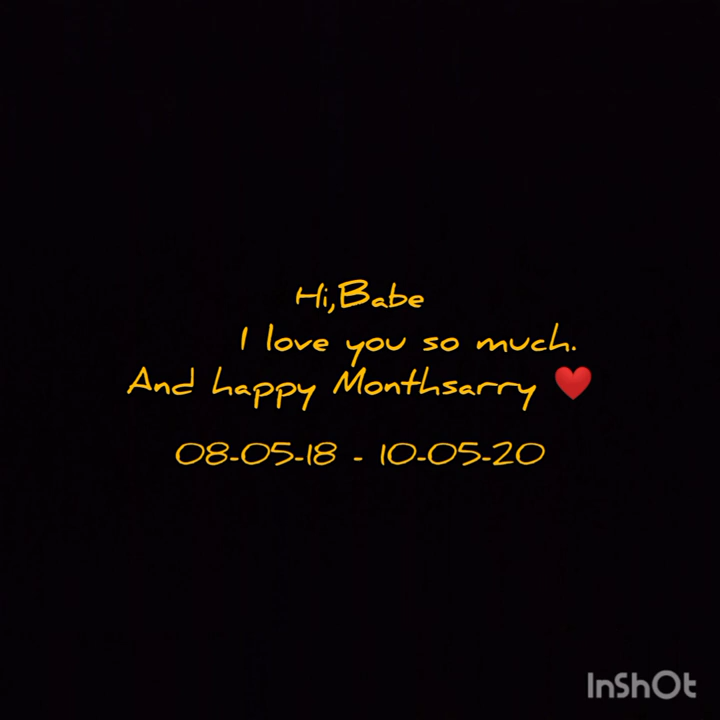 Hi,Babe
I love you so much.
And happy Monthsarry ❤️
08-05-18 - 10-05-20
InShOt